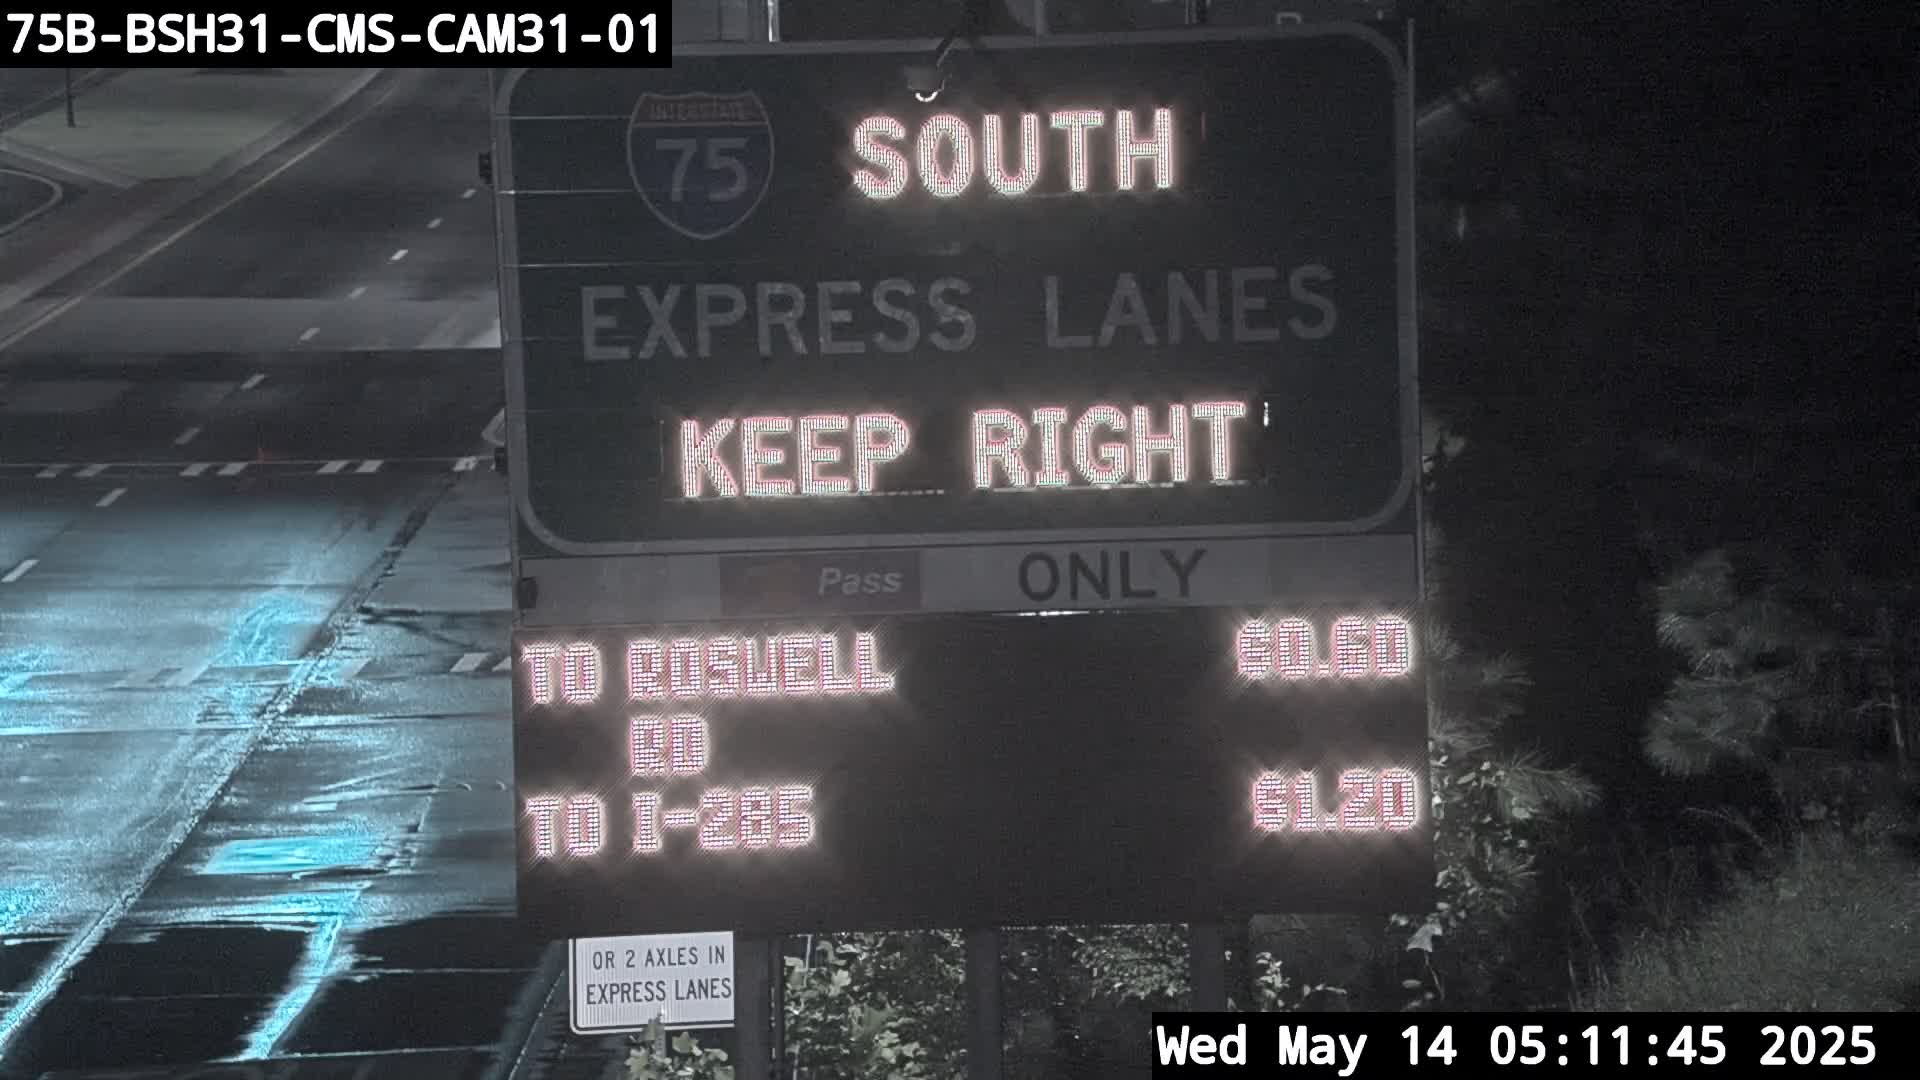 75B-BSH31-CMS-CAM31-01
INTERSTATE
75
SOUTH
EXPRESS LANES
KEEP RIGHT
Pass ONLY
TO ROSWELL $0.60
RD
TO I-285 $1.20
OR 2 AXLES IN
EXPRESS LANES
Wed May 14 05:11:45 2025